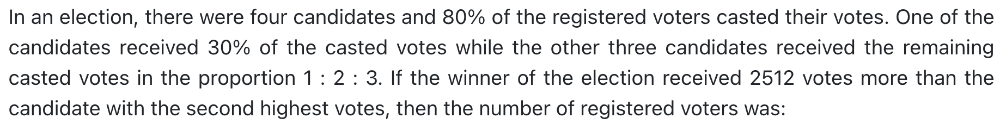 In an election, there were four candidates and 80% of the registered voters casted their votes. One of the
candidates received 30% of the casted votes while the other three candidates received the remaining
casted votes in the proportion 1 : 2 : 3. If the winner of the election received 2512 votes more than the
candidate with the second highest votes, then the number of registered voters was: